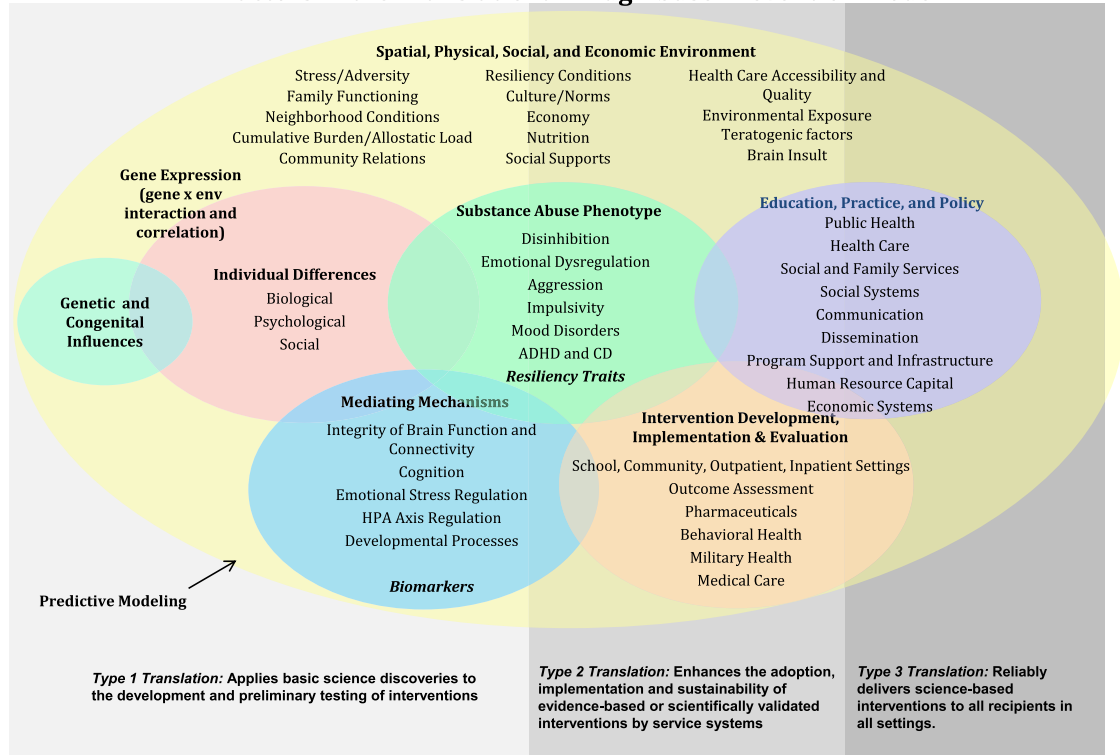 Spatial, Physical, Social, and Economic Environment
Stress/Adversity
Family Functioning
Neighborhood Conditions
Cumulative Burden/Allostatic Load
Community Relations
Resiliency Conditions
Culture/Norms
Economy
Nutrition
Social Supports
Health Care Accessibility and
Quality
Environmental Exposure
Teratogenic factors
Brain Insult
Gene Expression
(gene x env
interaction and
correlation)
Genetic and
Congenital
Influences
Individual Differences
Biological
Psychological
Social
Substance Abuse Phenotype
Disinhibition
Emotional Dysregulation
Aggression
Impulsivity
Mood Disorders
ADHD and CD
Resiliency Traits
Education, Practice, and Policy
Public Health
Health Care
Social and Family Services
Social Systems
Communication
Dissemination
Program Support and Infrastructure
Human Resource Capital
Economic Systems
Mediating Mechanisms
Integrity of Brain Function and
Connectivity
Cognition
Emotional Stress Regulation
HPA Axis Regulation
Developmental Processes
Biomarkers
Intervention Development,
Implementation & Evaluation
School, Community, Outpatient, Inpatient Settings
Outcome Assessment
Pharmaceuticals
Behavioral Health
Military Health
Medical Care
Predictive Modeling
Type 1 Translation: Applies basic science discoveries to
the development and preliminary testing of interventions
Type 2 Translation: Enhances the adoption,
implementation and sustainability of
evidence-based or scientifically validated
interventions by service systems
Type 3 Translation: Reliably
delivers science-based
interventions to all recipients in
all settings.